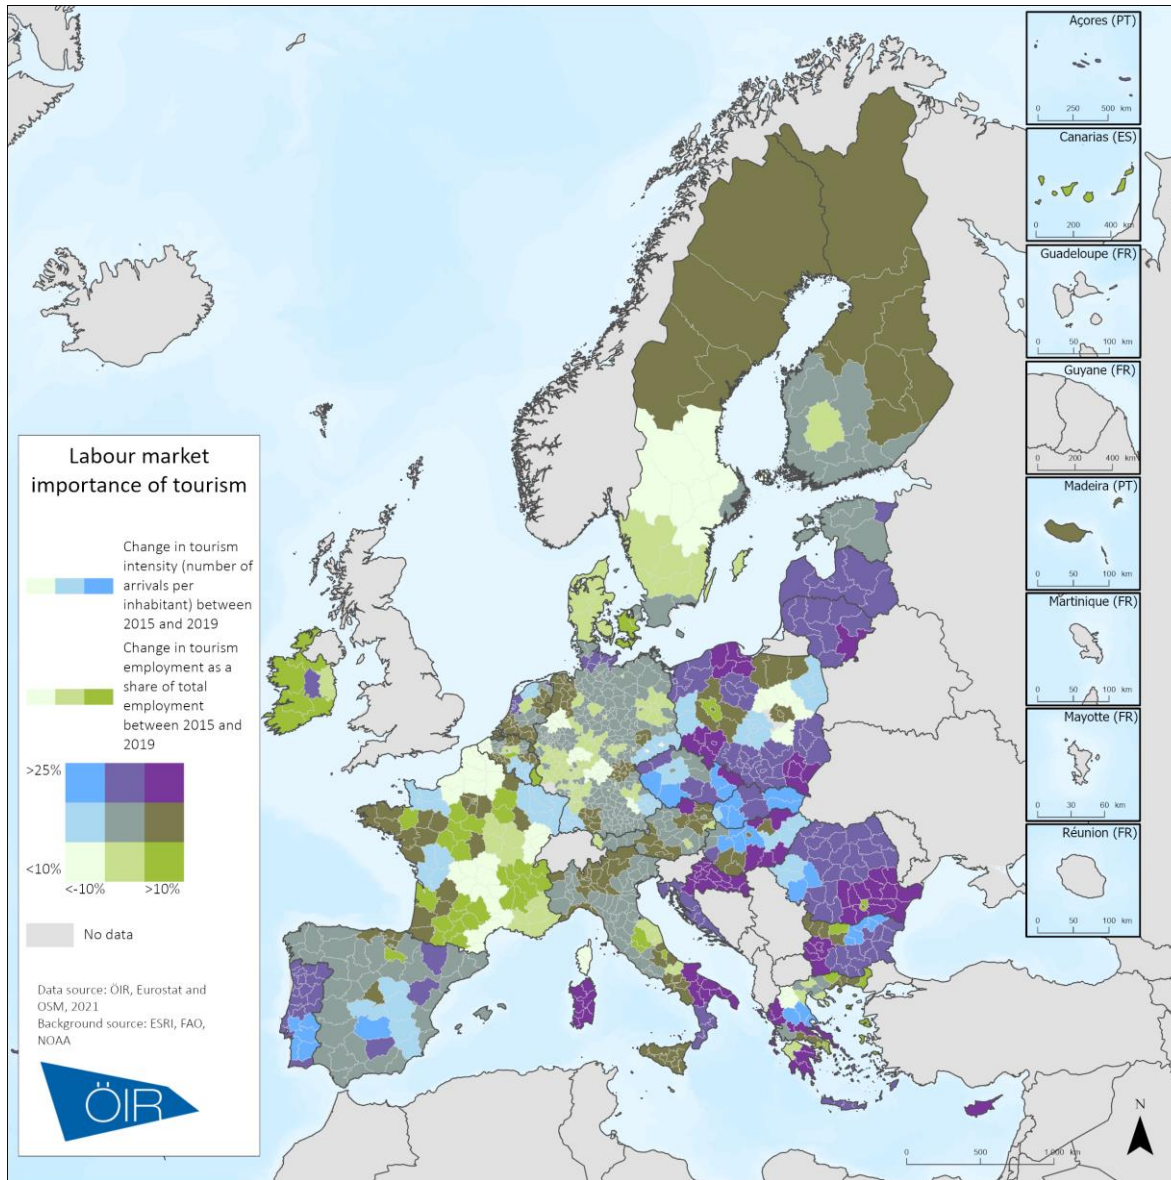 Labour market
importance of tourism
Change in tourism
intensity (number of
arrivals per
inhabitant) between
2015 and 2019
Change in tourism
employment as a
share of total
employment
between 2015 and
2019
>25%
<10%
<-10%
>10%
No data
Data source: ÖIR, Eurostat and
OSM, 2021
Background source: ESRI, FAO,
NOAA
ÖIR
Açores (PT)
0 250 500 km
Canarias (ES)
0 200 400 km
Guadeloupe (FR)
0 50 100 km
Guyane (FR)
0 200 400 km
Madeira (PT)
0 50 100 km
Martinique (FR)
0 50 100 km
Mayotte (FR)
0 30 60 km
Réunion (FR)
0 50 100 km
N
0 500 1.000 km